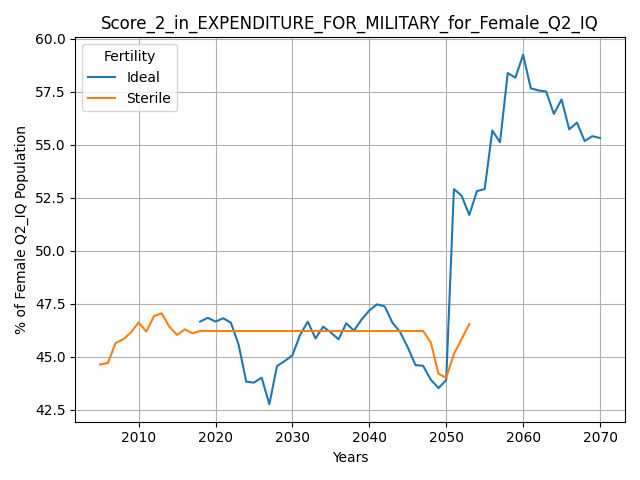 Score_2_in_EXPENDITURE_FOR_MILITARY_for_Female_Q2_IQ
Fertility
Ideal
Sterile
% of Female Q2_IQ Population
60.0
57.5
55.0
52.5
50.0
47.5
45.0
42.5
2010 2020 2030 2040 2050 2060 2070
Years